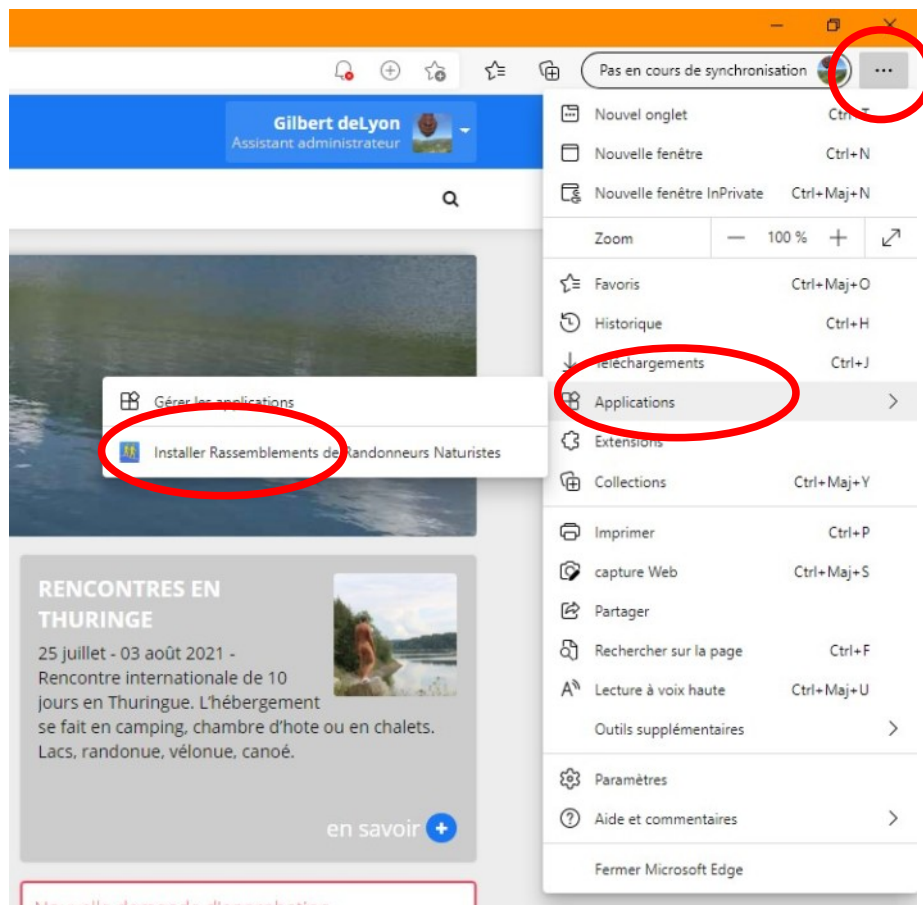 Pas en cours de synchronisation
Gilbert deLyon
Assistant administrateur
Nouvel onglet Ctrl+T
Nouvelle fenêtre Ctrl+N
Nouvelle fenêtre InPrivate Ctrl+Maj+N
Zoom — 100 % +
Favoris Ctrl+Maj+O
Historique Ctrl+H
Téléchargements Ctrl+J
Applications
Gérer les applications
Installer Rassemblements de Randonneurs Naturistes
Extensions
Collections Ctrl+Maj+Y
Imprimer Ctrl+P
capture Web Ctrl+Maj+S
Partager
Rechercher sur la page Ctrl+F
Lecture à voix haute Ctrl+Maj+U
Outils supplémentaires
Paramètres
Aide et commentaires
Fermer Microsoft Edge
RENCONTRES EN
THURINGE
25 juillet - 03 août 2021 -
Rencontre internationale de 10
jours en Thuringue. L'hébergement
se fait en camping, chambre d'hote ou en chalets.
Lacs, randonue, vélonue, canoé.
en savoir +